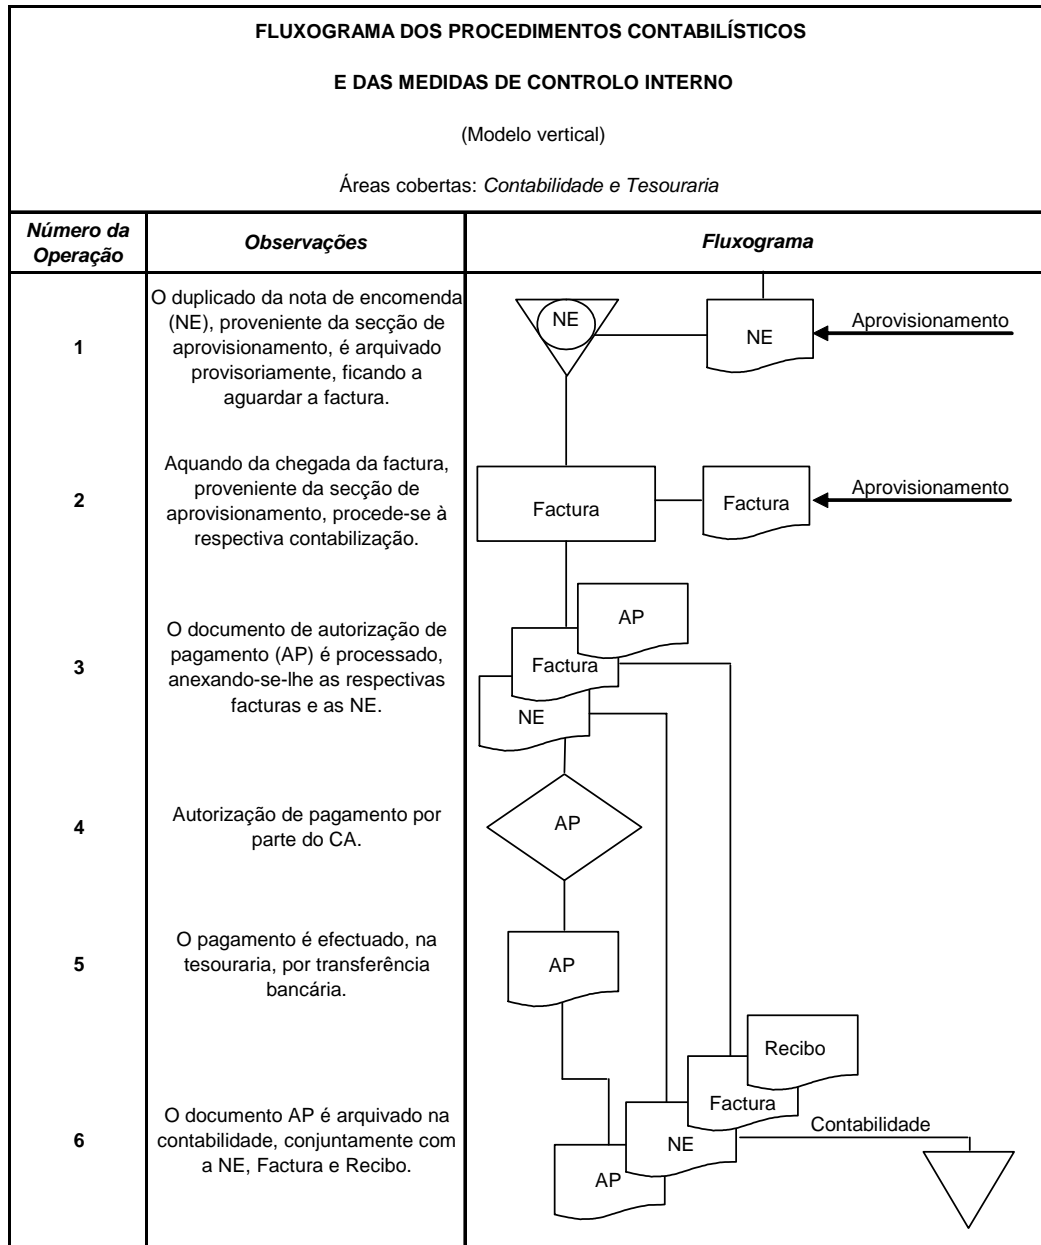 FLUXOGRAMA DOS PROCEDIMENTOS CONTABILÍSTICOS
E DAS MEDIDAS DE CONTROLO INTERNO
(Modelo vertical)
Áreas cobertas: Contabilidade e Tesouraria
Número da
Operação
Observações
Fluxograma
1
O duplicado da nota de encomenda
(NE), proveniente da secção de
aprovisionamento, é arquivado
provisoriamente, ficando a
aguardar a factura.
NE
NE
Aprovisionamento
2
Aquando da chegada da factura,
proveniente da secção de
aprovisionamento, procede-se à
respectiva contabilização.
Factura
Factura
Aprovisionamento
3
O documento de autorização de
pagamento (AP) é processado,
anexando-se-lhe as respectivas
facturas e as NE.
AP
Factura
NE
4
Autorização de pagamento por
parte do CA.
AP
5
O pagamento é efectuado, na
tesouraria, por transferência
bancária.
AP
6
O documento AP é arquivado na
contabilidade, conjuntamente com
a NE, Factura e Recibo.
Recibo
Factura
NE
AP
Contabilidade